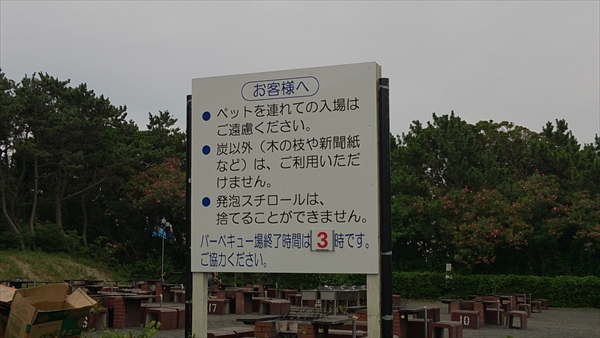 お客様へ
● ペットを連れての入場は
ご遠慮ください。
● 炭以外（木の枝や新聞紙
など）は、ご利用いただ
けません。
● 発泡スチロールは、
捨てることができません。
バーベキュー場終了時間は3時です。
ご協力ください。
17
10